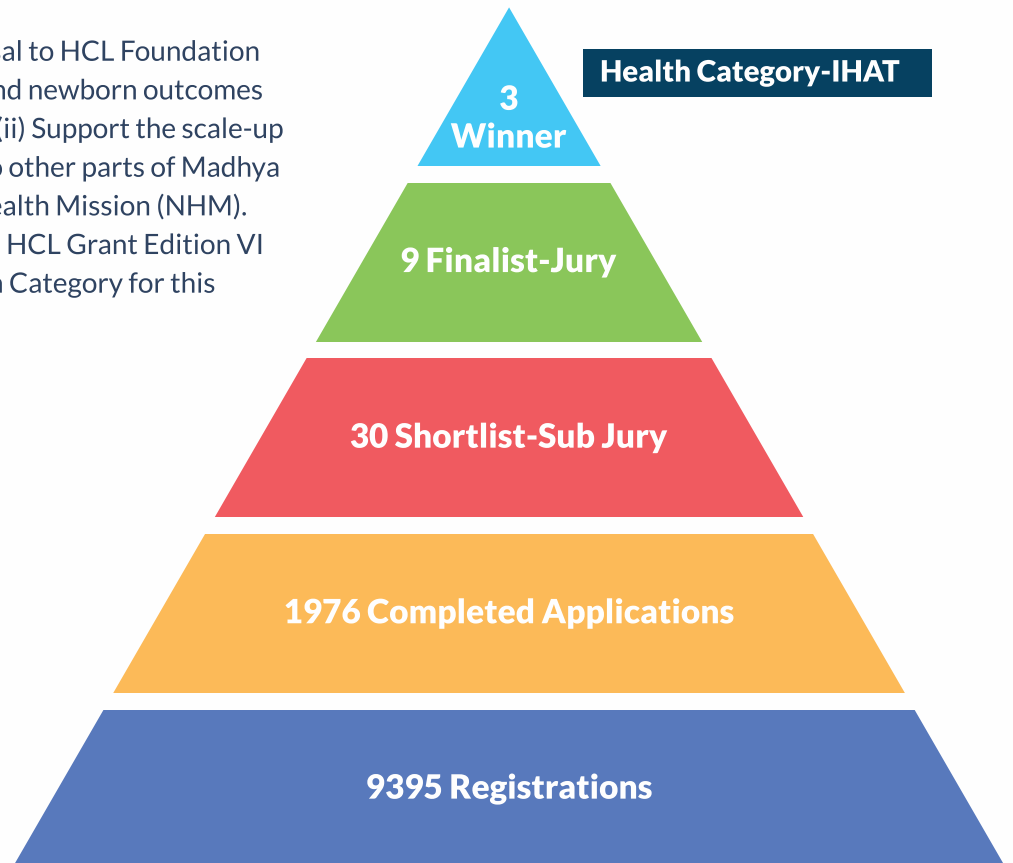 al to HCL Foundation
nd newborn outcomes
(ii) Support the scale-up
other parts of Madhya
ealth Mission (NHM).
HCL Grant Edition VI
Category for this
Health Category-IHAT
3
Winner
9 Finalist-Jury
30 Shortlist-Sub Jury
1976 Completed Applications
9395 Registrations